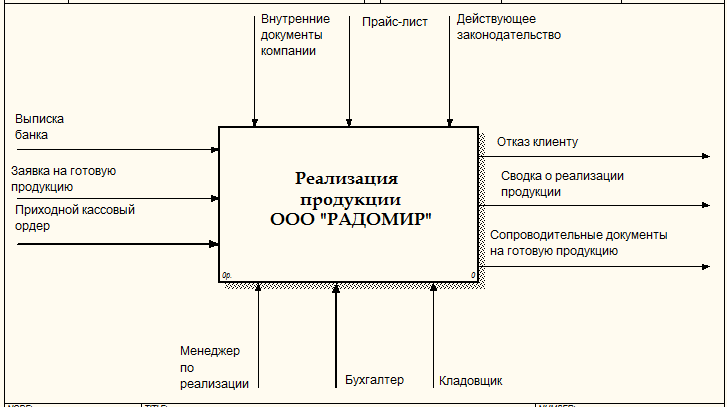 Внутренние
документы
компании
Прайс-лист
Действующее
законодательство
Выписка
банка
Заявка на готовую
продукцию
Приходной кассовый
ордер
Реализация
продукции
ООО "РАДОМИР"
0р.
0
Отказ клиенту
Сводка о реализации
продукции
Сопроводительные документы
на готовую продукцию
Менеджер
по
реализации
Бухгалтер
Кладовщик